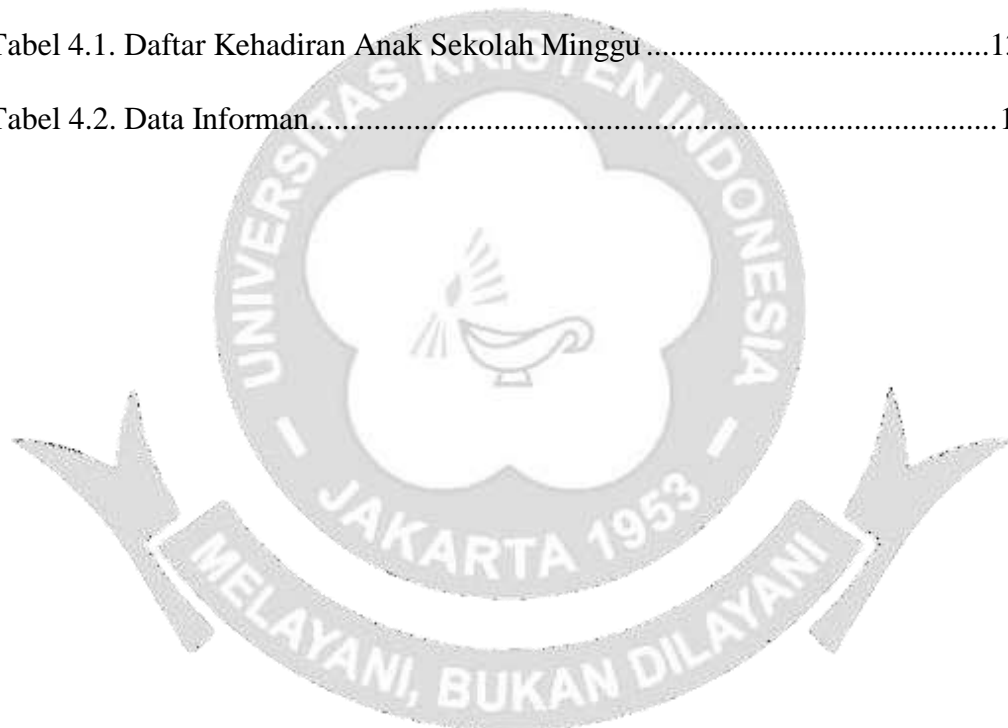 Tabel 4.1. Daftar Kehadiran Anak Sekolah Minggu
Tabel 4.2. Data Informan
UNIVERSITAS KRISTEN INDONESIA
JAKARTA 1953
MELAYANI, BUKAN DILAYANI